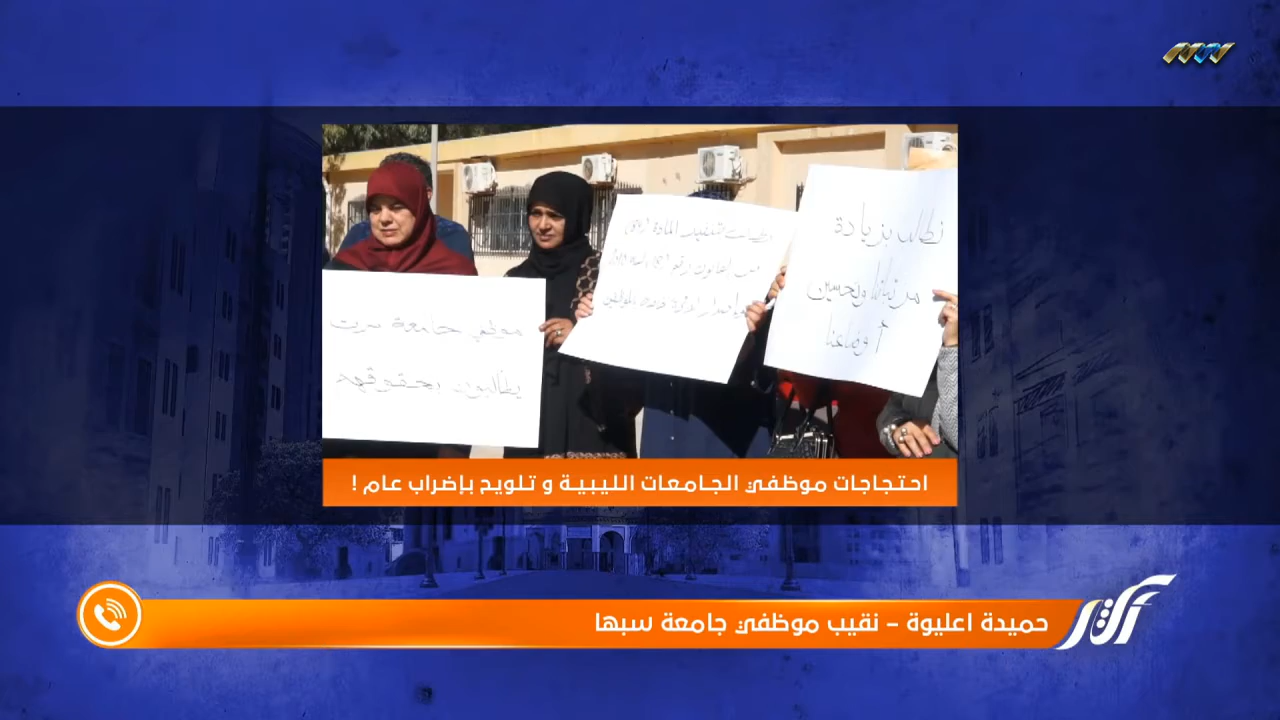 نطالب بزيادة
مرتباتنا وتحسين
أوضاعنا
موظفي جامعة سرت
يطالبون بحقوقهم
احتجاجات موظفي الجامعات الليبية و تلويح بإضراب عام !
حميدة اعليوة – نقيب موظفي جامعة سبها